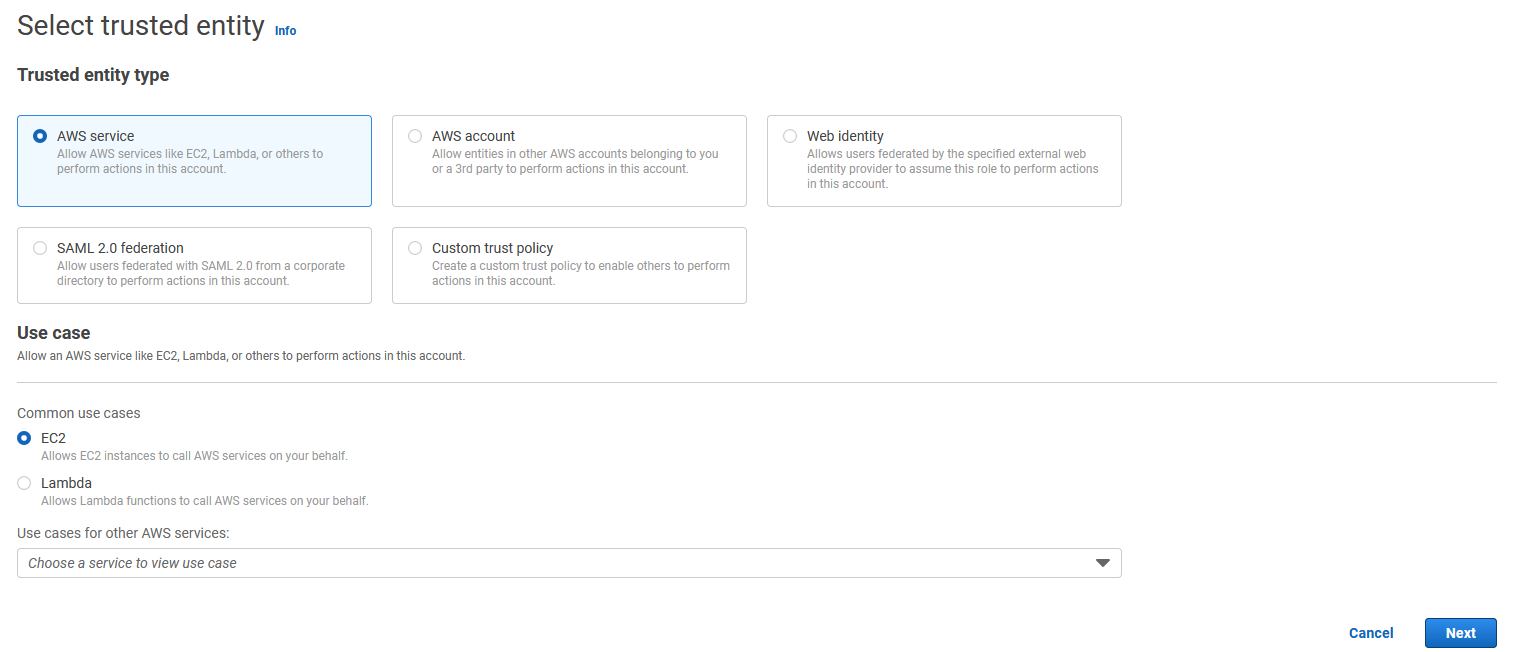 Select trusted entity Info
Trusted entity type
AWS service
Allow AWS services like EC2, Lambda, or others to
perform actions in this account.
AWS account
Allow entities in other AWS accounts belonging to you
or a 3rd party to perform actions in this account.
Web identity
Allows users federated by the specified external web
identity provider to assume this role to perform actions
in this account.
SAML 2.0 federation
Allow users federated with SAML 2.0 from a corporate
directory to perform actions in this account.
Custom trust policy
Create a custom trust policy to enable others to perform
actions in this account.
Use case
Allow an AWS service like EC2, Lambda, or others to perform actions in this account.
Common use cases
EC2
Allows EC2 instances to call AWS services on your behalf.
Lambda
Allows Lambda functions to call AWS services on your behalf.
Use cases for other AWS services:
Choose a service to view use case
Cancel
Next